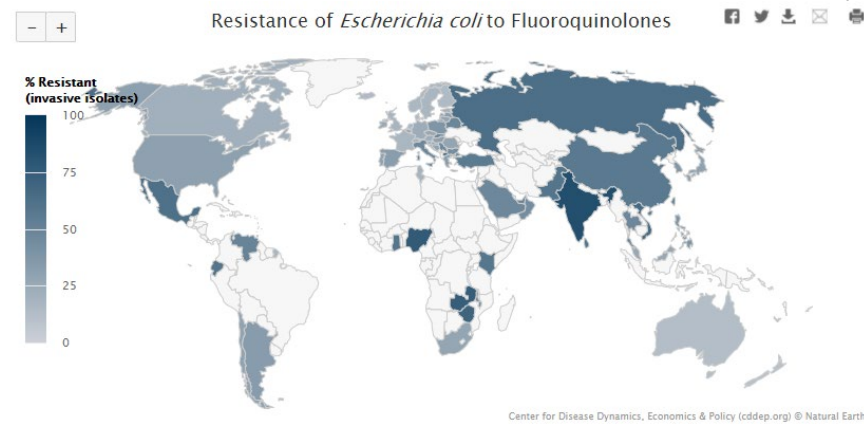 Resistance of Escherichia coli to Fluoroquinolones
− +
% Resistant
(invasive isolates)
100
75
50
25
0
Center for Disease Dynamics, Economics & Policy (cddep.org) © Natural Earth